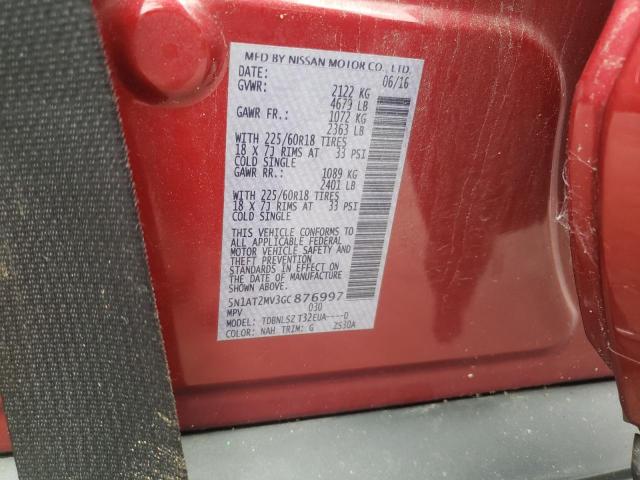 MFD BY NISSAN MOTOR CO., LTD.
DATE: 06/16
GVWR: 2122 KG
4679 LB
GAWR FR.: 1072 KG
2363 LB
WITH 225/60R18 TIRES
18 X 7J RIMS AT 33 PSI
COLD SINGLE
GAWR RR.: 1089 KG
2401 LB
WITH 225/60R18 TIRES
18 X 7J RIMS AT 33 PSI
COLD SINGLE
THIS VEHICLE CONFORMS TO
ALL APPLICABLE FEDERAL
MOTOR VEHICLE SAFETY AND
THEFT PREVENTION
STANDARDS IN EFFECT ON
THE DATE OF MANUFACTURE
SHOWN ABOVE.
5N1AT2MV3GC876997
MPV 030
MODEL: TDBNLSZ T32EUA----D
COLOR: NAH TRIM: G 2530A